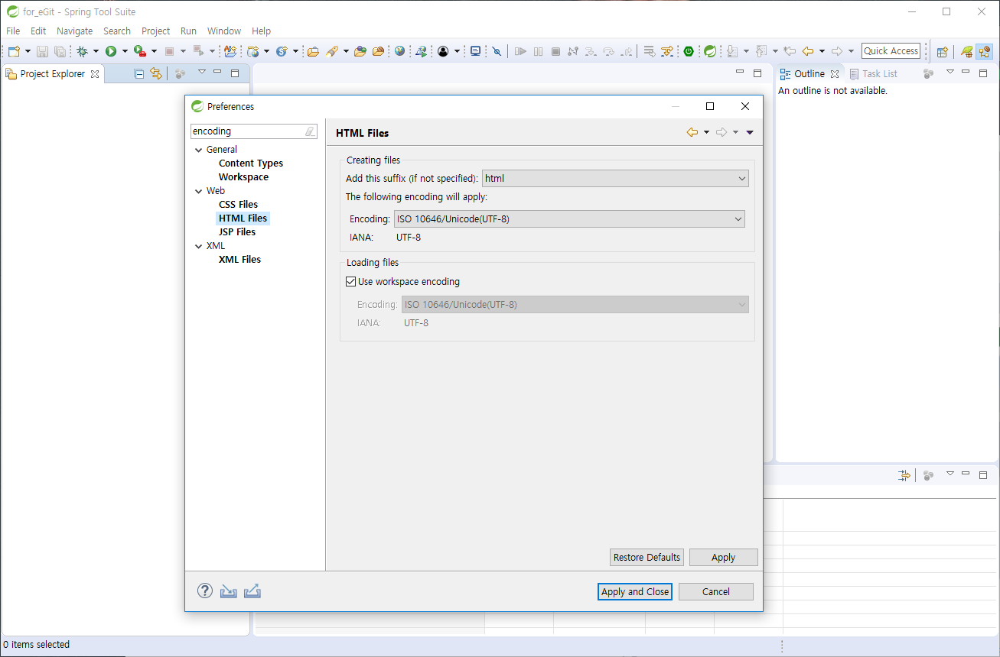 for_eGit - Spring Tool Suite
File Edit Navigate Search Project Run Window Help
Quick Access
Project Explorer
Outline Task List
An outline is not available.
Preferences
encoding
General
Content Types
Workspace
Web
CSS Files
HTML Files
JSP Files
XML
XML Files
HTML Files
Creating files
Add this suffix (if not specified): html
The following encoding will apply:
Encoding: ISO 10646/Unicode(UTF-8)
IANA: UTF-8
Loading files
Use workspace encoding
Encoding: ISO 10646/Unicode(UTF-8)
IANA: UTF-8
Restore Defaults Apply
Apply and Close Cancel
0 items selected